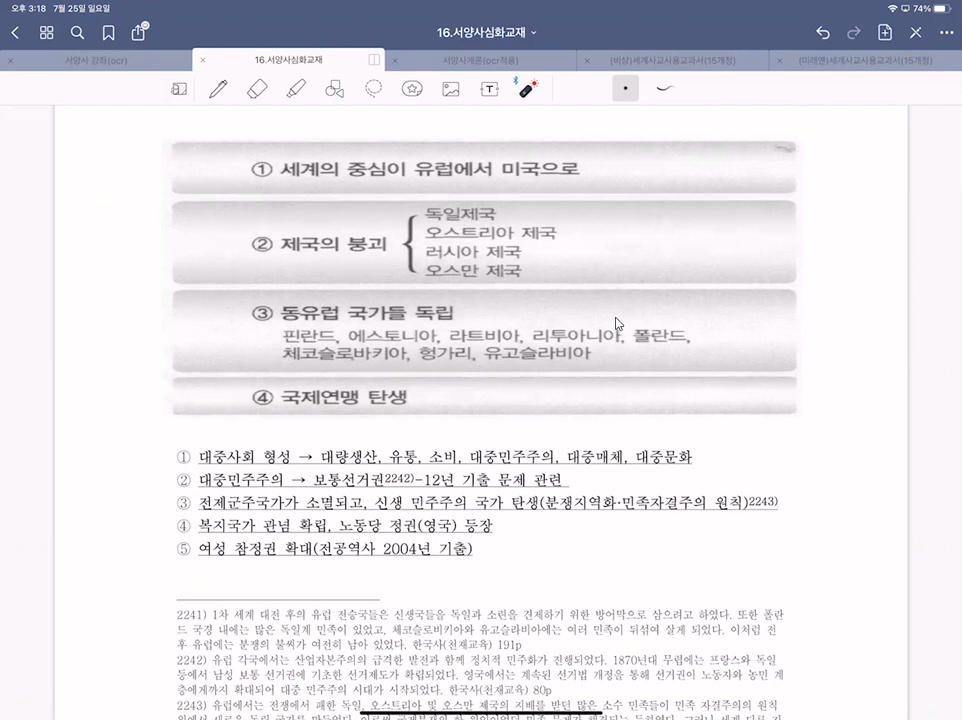 오후 3:18 7월 25일 일요일
74%
16.서양사심화교재
서양사 강좌(ocr)
16.서양사심화교재
서양사개론(ocr적용)
(비상)세계사교사용교과서(15개정)
(미래엔)세계사교사용교과서(15개정)
① 세계의 중심이 유럽에서 미국으로
② 제국의 붕괴
독일제국
오스트리아 제국
러시아 제국
오스만 제국
③ 동유럽 국가들 독립
핀란드, 에스토니아, 라트비아, 리투아니아, 폴란드,
체코슬로바키아, 헝가리, 유고슬라비아
④ 국제연맹 탄생
① 대중사회 형성 → 대량생산, 유통, 소비, 대중민주주의, 대중매체, 대중문화
② 대중민주주의 → 보통선거권2242)-12년 기출 문제 관련
③ 전제군주국가가 소멸되고, 신생 민주주의 국가 탄생(분쟁지역화·민족자결주의 원칙)2243)
④ 복지국가 관념 확립, 노동당 정권(영국) 등장
⑤ 여성 참정권 확대(전공역사 2004년 기출)
2241) 1차 세계 대전 후의 유럽 전승국들은 신생국들을 독일과 소련을 견제하기 위한 방어막으로 삼으려고 하였다. 또한 폴란
드 국경 내에는 많은 독일계 민족이 있었고, 체코슬로비키아와 유고슬라비아에는 여러 민족이 뒤섞여 살게 되었다. 이처럼 전
후 유럽에는 분쟁의 불씨가 여전히 남아 있었다. 한국사(천재교육) 191p
2242) 유럽 각국에서는 산업자본주의의 급격한 발전과 함께 정치적 민주화가 진행되었다. 1870년대 무렵에는 프랑스와 독일
등에서 남성 보통 선거권에 기초한 선거제도가 확립되었다. 영국에서는 계속된 선거법 개정을 통해 선거권이 노동자와 농민 계
층에게까지 확대되어 대중 민주주의 시대가 시작되었다. 한국사(천재교육) 80p
2243) 유럽에서는 전쟁에서 패한 독일, 오스트리아 및 오스만 제국의 지배를 받던 많은 소수 민족들이 민족 자결주의의 원칙